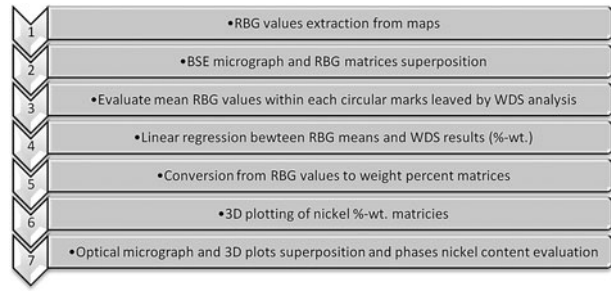 1 •RBG values extraction from maps
2 •BSE micrograph and RBG matrices superposition
3 •Evaluate mean RBG values within each circular marks leaved by WDS analysis
4 •Linear regression bewteen RBG means and WDS results (%-wt.)
5 •Conversion from RBG values to weight percent matrices
6 •3D plotting of nickel %-wt. matricies
7 •Optical micrograph and 3D plots superposition and phases nickel content evaluation